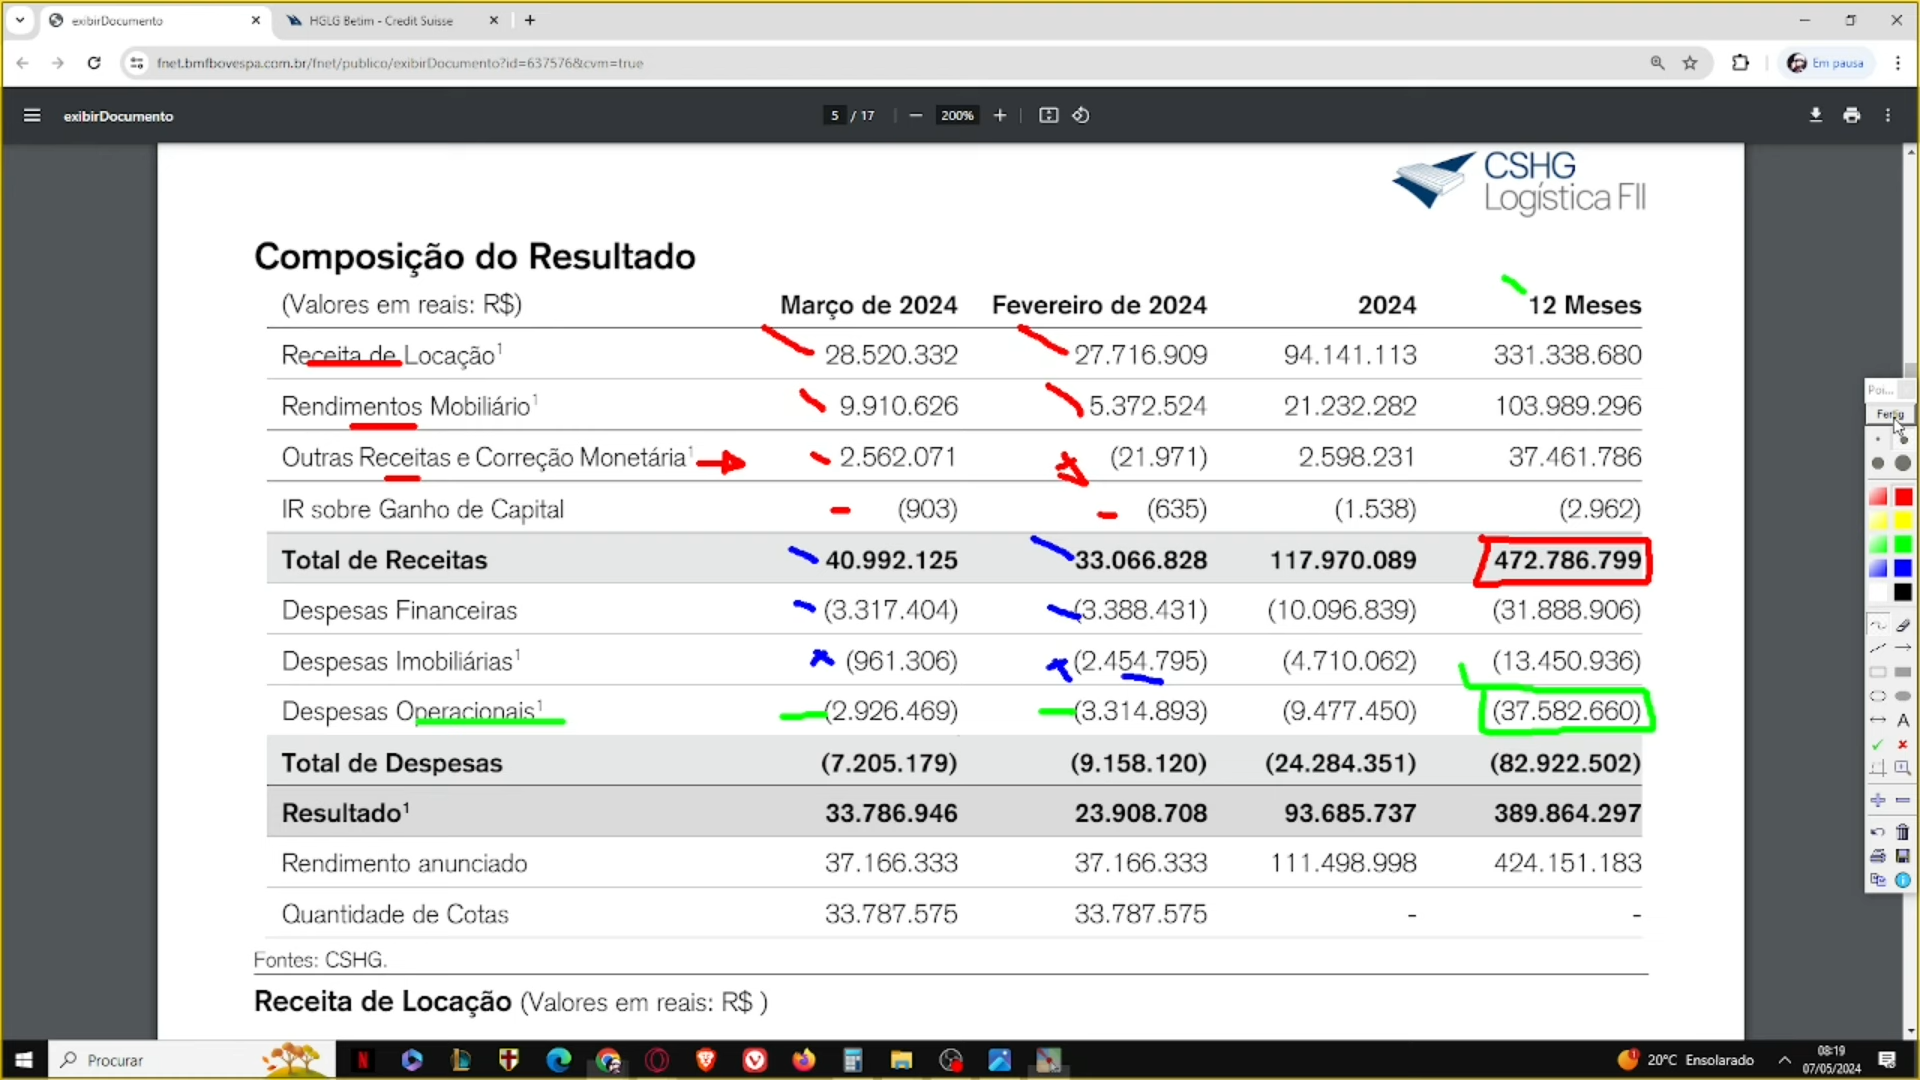 exibirDocumento
HGLG Betim - Credit Suisse
fnet.bmfbovespa.com.br/fnet/publico/exibirDocumento?id=637576&cvm=true
Em pausa
exibirDocumento
5 / 17
200%
CSHG
Logística FII
Composição do Resultado
(Valores em reais: R$) Março de 2024 Fevereiro de 2024 2024 12 Meses
Receita de Locação¹ 28.520.332 27.716.909 94.141.113 331.338.680
Rendimentos Mobiliário¹ 9.910.626 5.372.524 21.232.282 103.989.296
Outras Receitas e Correção Monetária¹ 2.562.071 (21.971) 2.598.231 37.461.786
IR sobre Ganho de Capital (903) (635) (1.538) (2.962)
Total de Receitas 40.992.125 33.066.828 117.970.089 472.786.799
Despesas Financeiras (3.317.404) (3.388.431) (10.096.839) (31.888.906)
Despesas Imobiliárias¹ (961.306) (2.454.795) (4.710.062) (13.450.936)
Despesas Operacionais¹ (2.926.469) (3.314.893) (9.477.450) (37.582.660)
Total de Despesas (7.205.179) (9.158.120) (24.284.351) (82.922.502)
Resultado¹ 33.786.946 23.908.708 93.685.737 389.864.297
Rendimento anunciado 37.166.333 37.166.333 111.498.998 424.151.183
Quantidade de Cotas 33.787.575 33.787.575 - -
Fontes: CSHG.
Receita de Locação (Valores em reais: R$ )
Poi...
Fertig
A
Procurar
20°C Ensolarado
08:19
07/05/2024